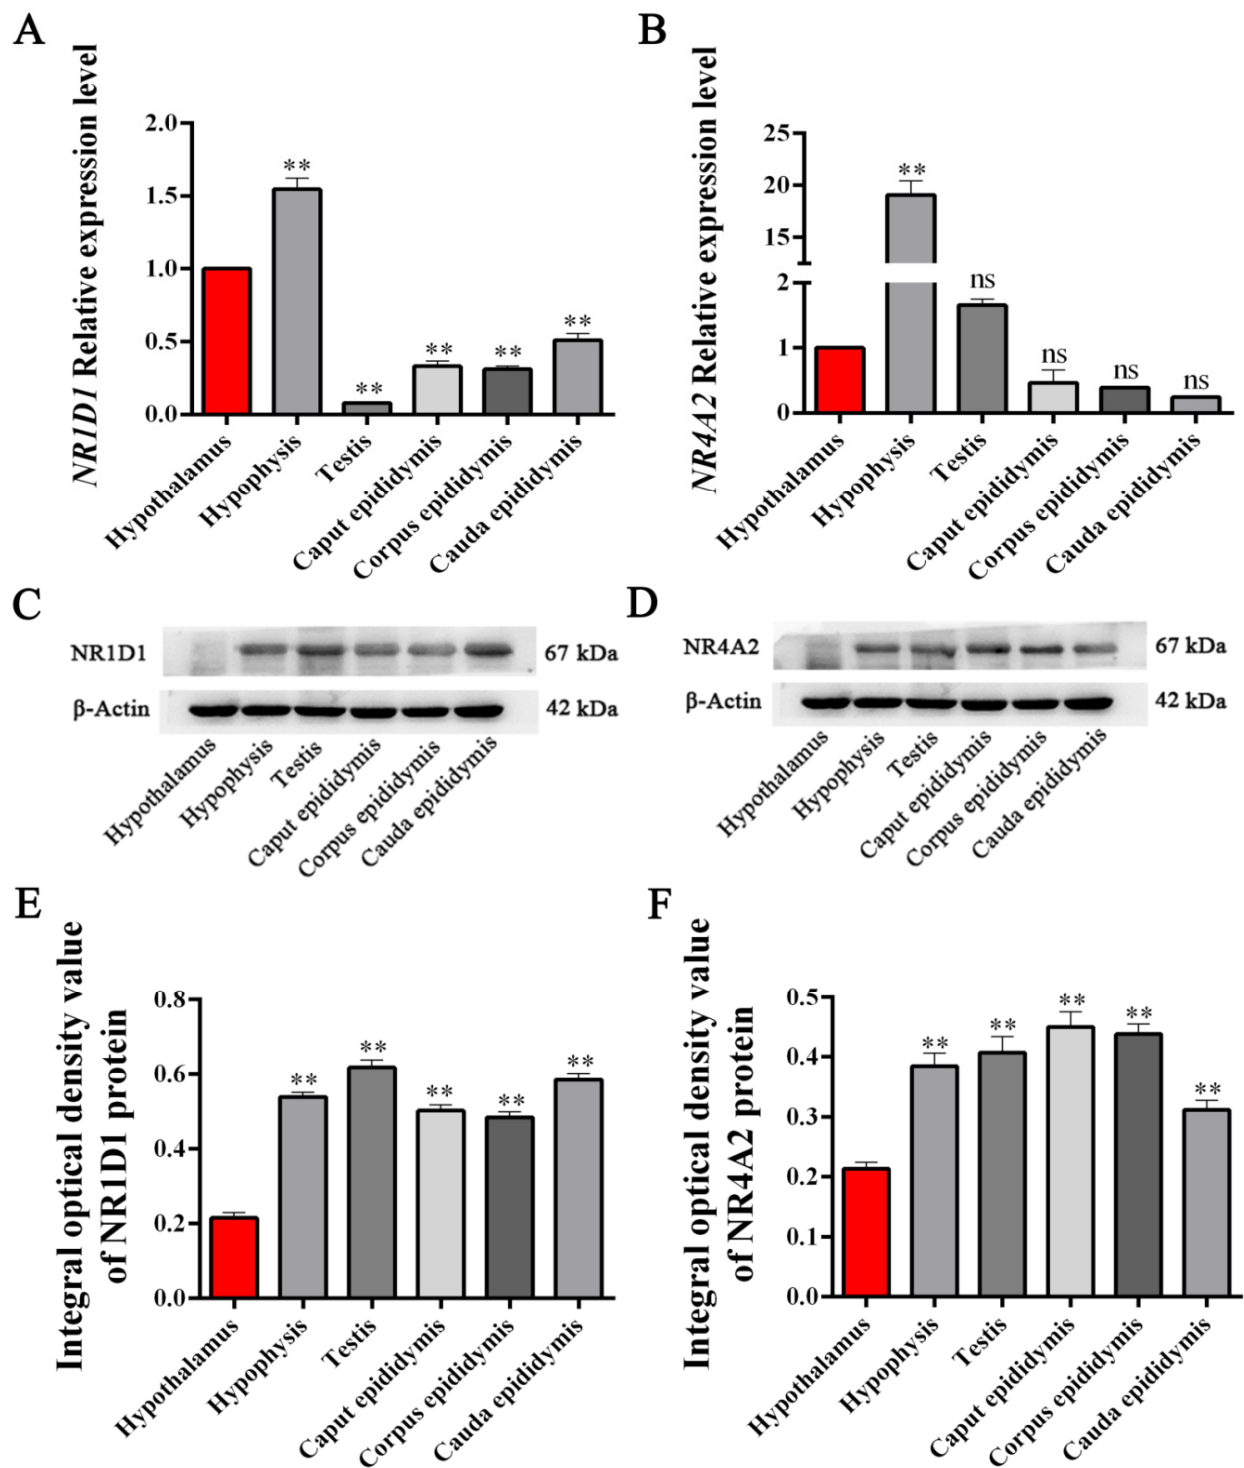 A
NR1D1 Relative expression level
2.0
1.5
1.0
0.5
0.0
**
**
**
**
**
Hypothalamus
Hypophysis
Testis
Caput epididymis
Corpus epididymis
Cauda epididymis
B
NR4A2 Relative expression level
25
20
15
2
1
0
**
ns
ns
ns
ns
Hypothalamus
Hypophysis
Testis
Caput epididymis
Corpus epididymis
Cauda epididymis
C
NR1D1
67 kDa
β-Actin
42 kDa
Hypothalamus
Hypophysis
Testis
Caput epididymis
Corpus epididymis
Cauda epididymis
D
NR4A2
67 kDa
β-Actin
42 kDa
Hypothalamus
Hypophysis
Testis
Caput epididymis
Corpus epididymis
Cauda epididymis
E
Integral optical density value
of NR1D1 protein
0.8
0.6
0.4
0.2
0.0
**
**
**
**
**
Hypothalamus
Hypophysis
Testis
Caput epididymis
Corpus epididymis
Cauda epididymis
F
Integral optical density value
of NR4A2 protein
0.5
0.4
0.3
0.2
0.1
0.0
**
**
**
**
**
Hypothalamus
Hypophysis
Testis
Caput epididymis
Corpus epididymis
Cauda epididymis